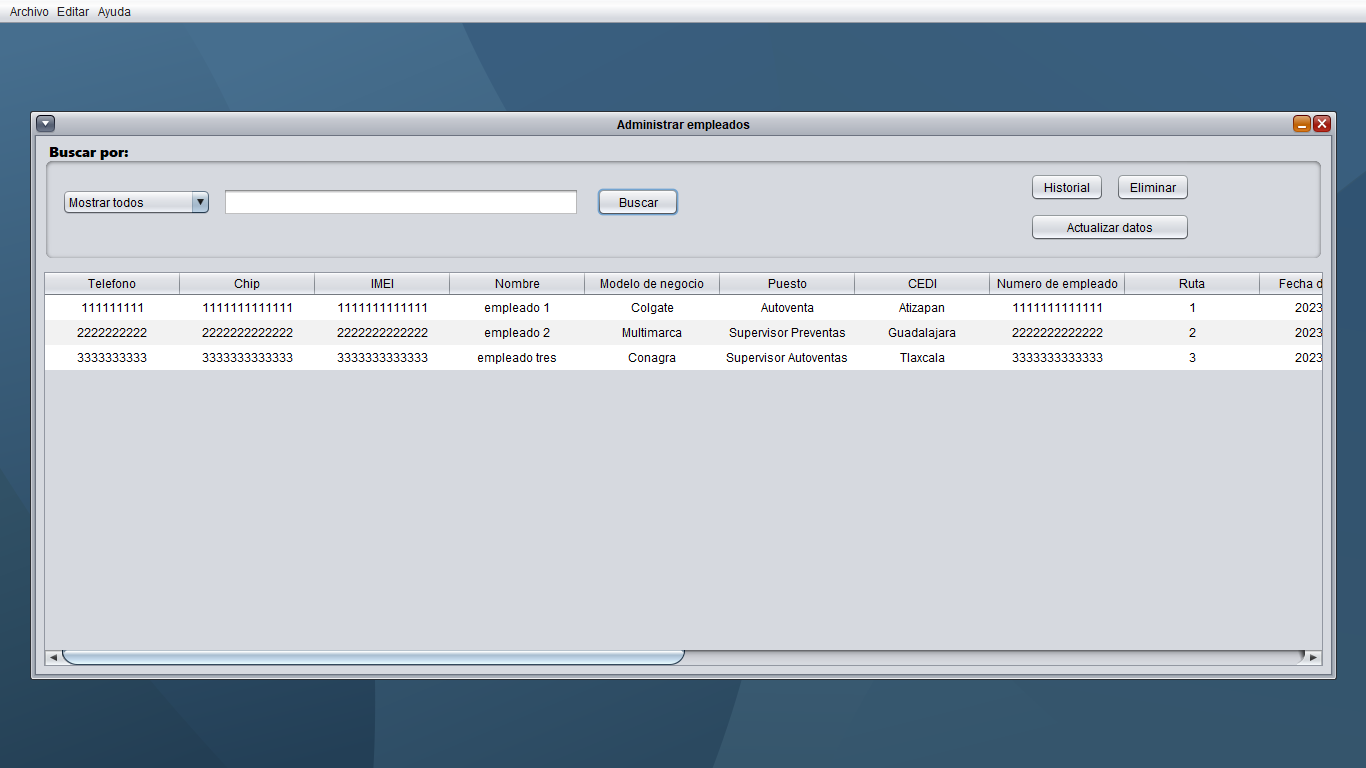 Archivo Editar Ayuda
Administrar empleados
Buscar por:
Mostrar todos Buscar Historial Eliminar
Actualizar datos
Telefono Chip IMEI Nombre Modelo de negocio Puesto CEDI Numero de empleado Ruta Fecha d
111111111 1111111111111 1111111111111 empleado 1 Colgate Autoventa Atizapan 1111111111111 1 2023
2222222222 2222222222222 2222222222222 empleado 2 Multimarca Supervisor Preventas Guadalajara 2222222222222 2 2023
3333333333 3333333333333 3333333333333 empleado tres Conagra Supervisor Autoventas Tlaxcala 3333333333333 3 2023